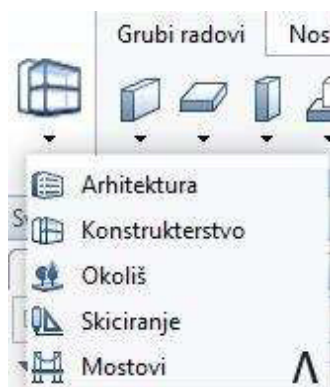 Grubi radovi Nos
Arhitektura
Konstrukterstvo
Okoliš
Skiciranje
Mostovi